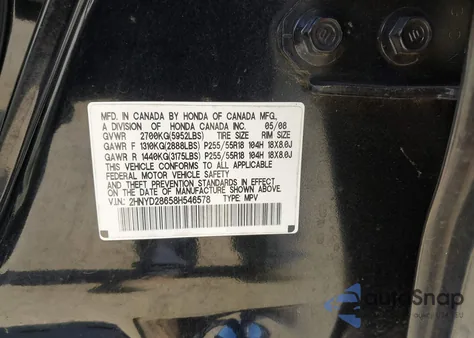 MFD. IN CANADA BY HONDA OF CANADA MFG.,
A DIVISION OF HONDA CANADA INC. 05/08
GVWR 2700KG(5952LBS) TIRE SIZE RIM SIZE
GAWR F 1310KG(2888LBS) P255/55R18 104H 18X8.0J
GAWR R 1440KG(3175LBS) P255/55R18 104H 18X8.0J
THIS VEHICLE CONFORMS TO ALL APPLICABLE
FEDERAL MOTOR VEHICLE SAFETY
AND THEFT PREVENTION STANDARDS IN EFFECT
ON THE DATE OF MANUFACTURE SHOWN ABOVE.
V.I.N.: 2HNYD28658H546578 TYPE: MPV
AutoSnap